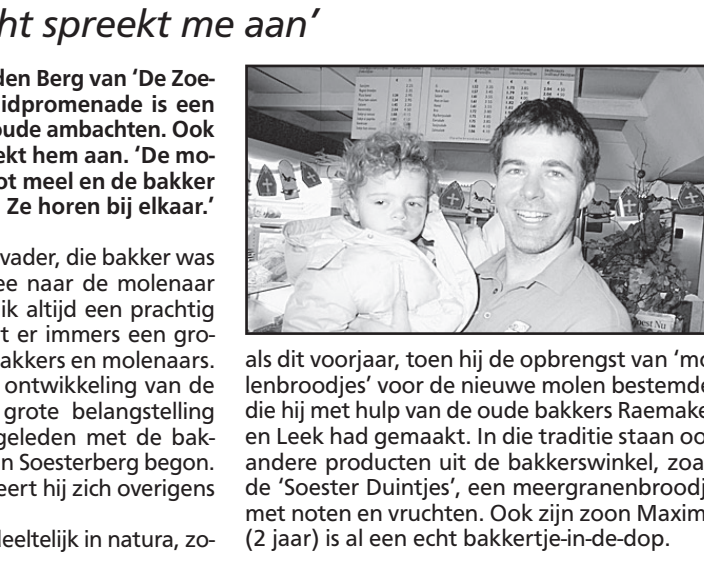 ht spreekt me aan’
den Berg van ‘De Zoe-
idpromenade is een
oude ambachten. Ook
ekt hem aan. ‘De mo-
ot meel en de bakker
Ze horen bij elkaar.’
vader, die bakker was
ee naar de molenaar
ik altijd een prachtig
t er immers een gro-
akkers en molenaars.
ontwikkeling van de
grote belangstelling
geleden met de bak-
n Soesterberg begon.
eert hij zich overigens
deeltelijk in natura, zo-
als dit voorjaar, toen hij de opbrengst van ‘mo
lenbroodjes’ voor de nieuwe molen bestemde
die hij met hulp van de oude bakkers Raemake
en Leek had gemaakt. In die traditie staan oo
andere producten uit de bakkerswinkel, zoa
de ‘Soester Duintjes’, een meergranenbroodj
met noten en vruchten. Ook zijn zoon Maxim
(2 jaar) is al een echt bakkertje-in-de-dop.